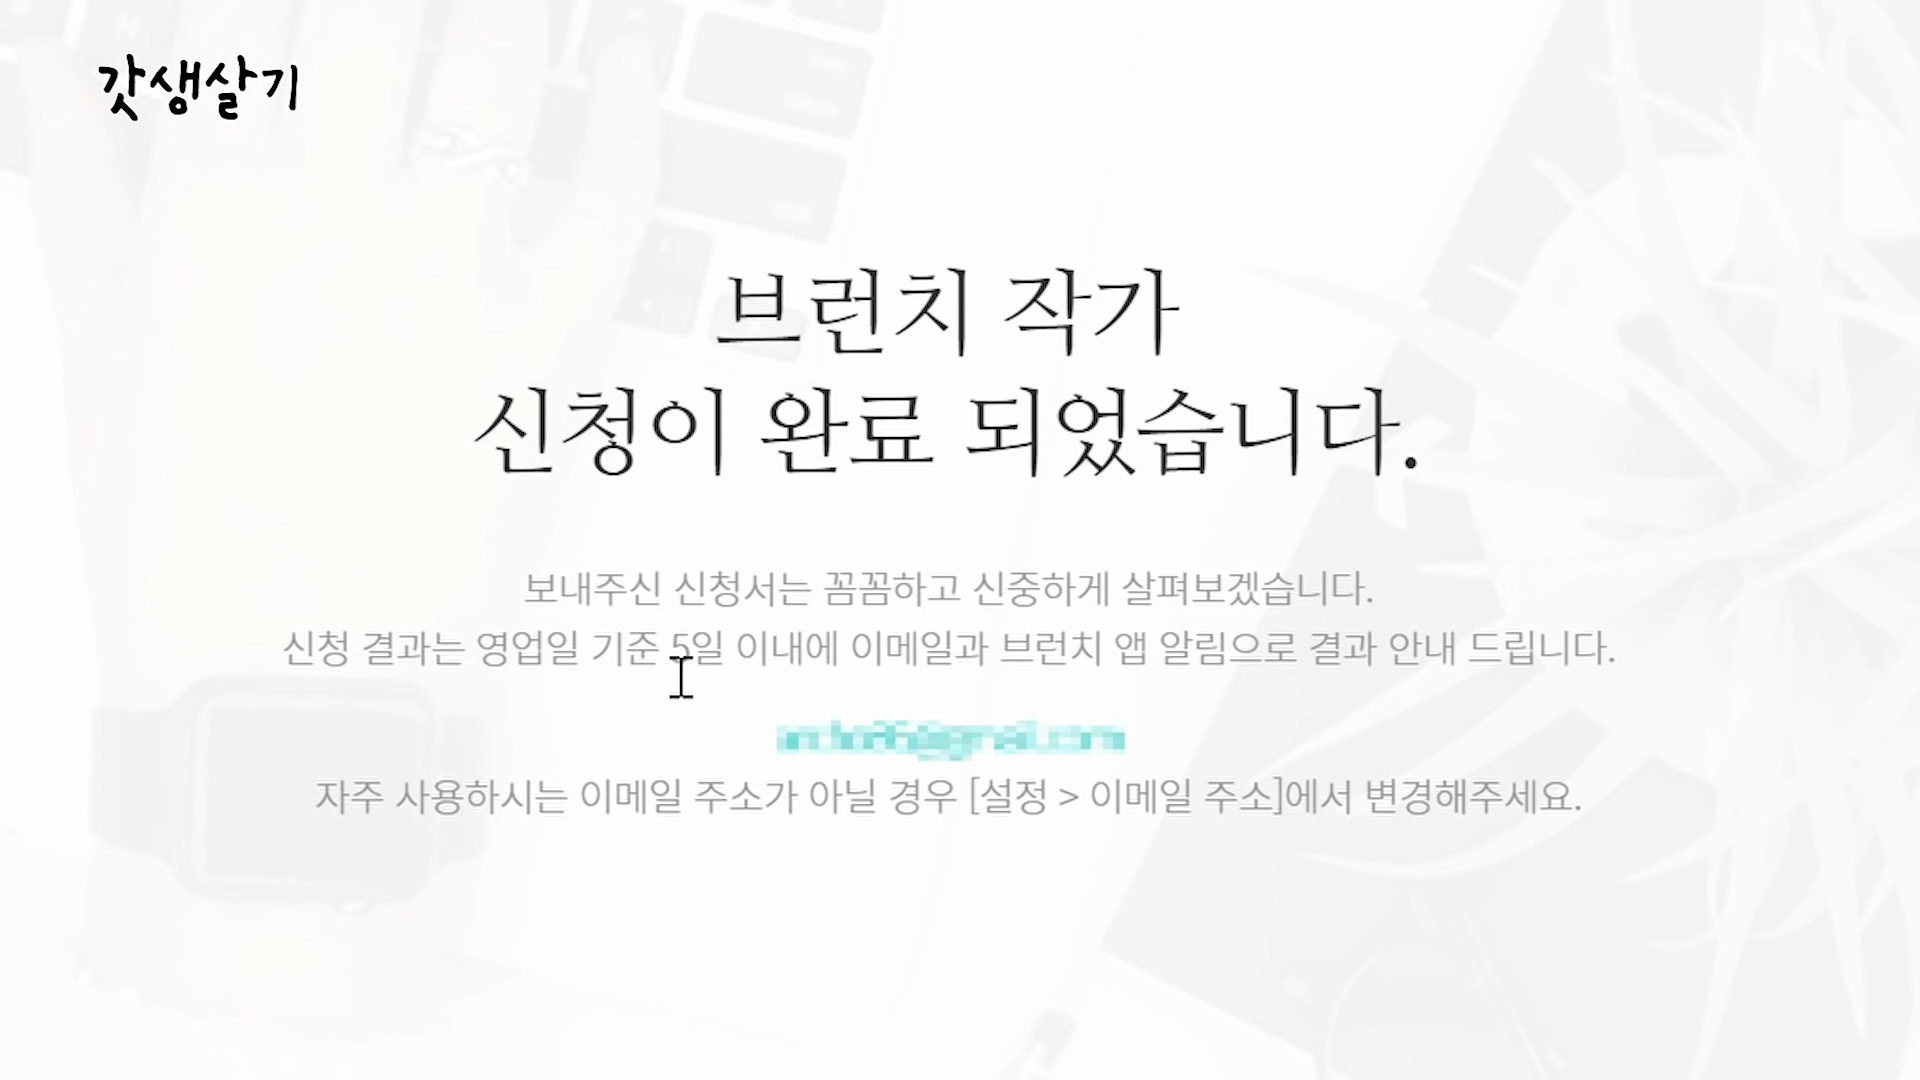 갓생살기
브런치 작가
신청이 완료 되었습니다.
보내주신 신청서는 꼼꼼하고 신중하게 살펴보겠습니다.
신청 결과는 영업일 기준 5일 이내에 이메일과 브런치 앱 알림으로 결과 안내 드립니다.
자주 사용하시는 이메일 주소가 아닐 경우 [설정 > 이메일 주소]에서 변경해주세요.